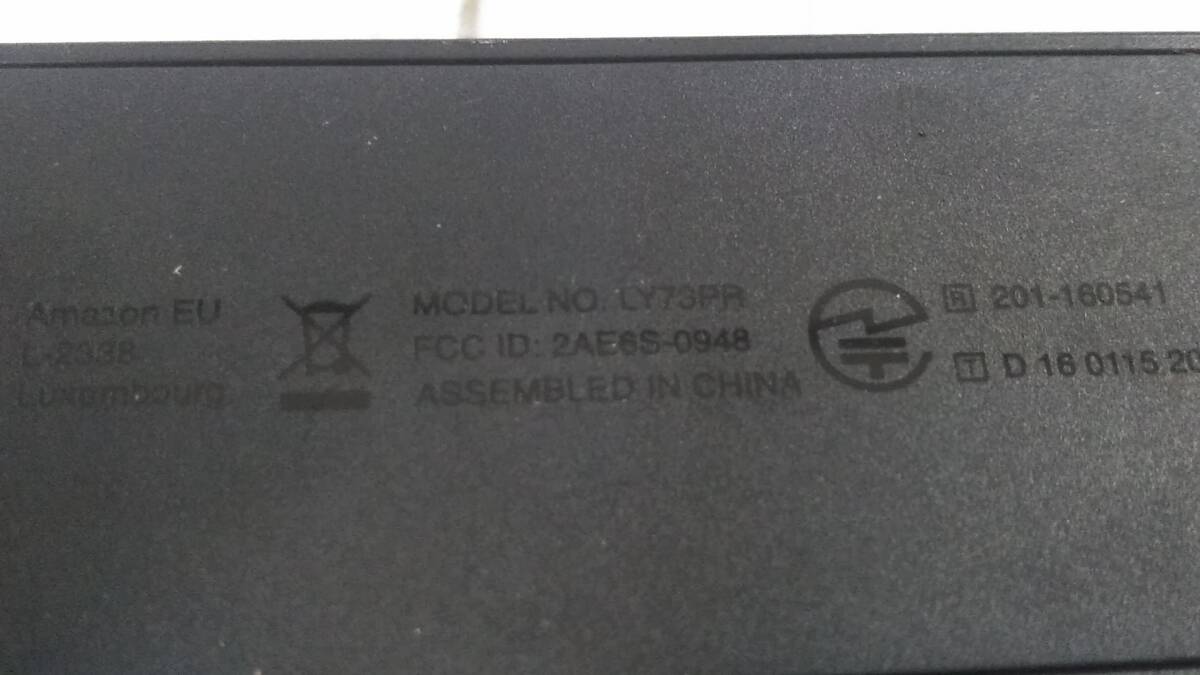 Amazon EU
L-2338
Luxembourg
MODEL NO. LY73PR
FCC ID: 2AE6S-0948
ASSEMBLED IN CHINA
R 201-160541
T D 16 0115 20